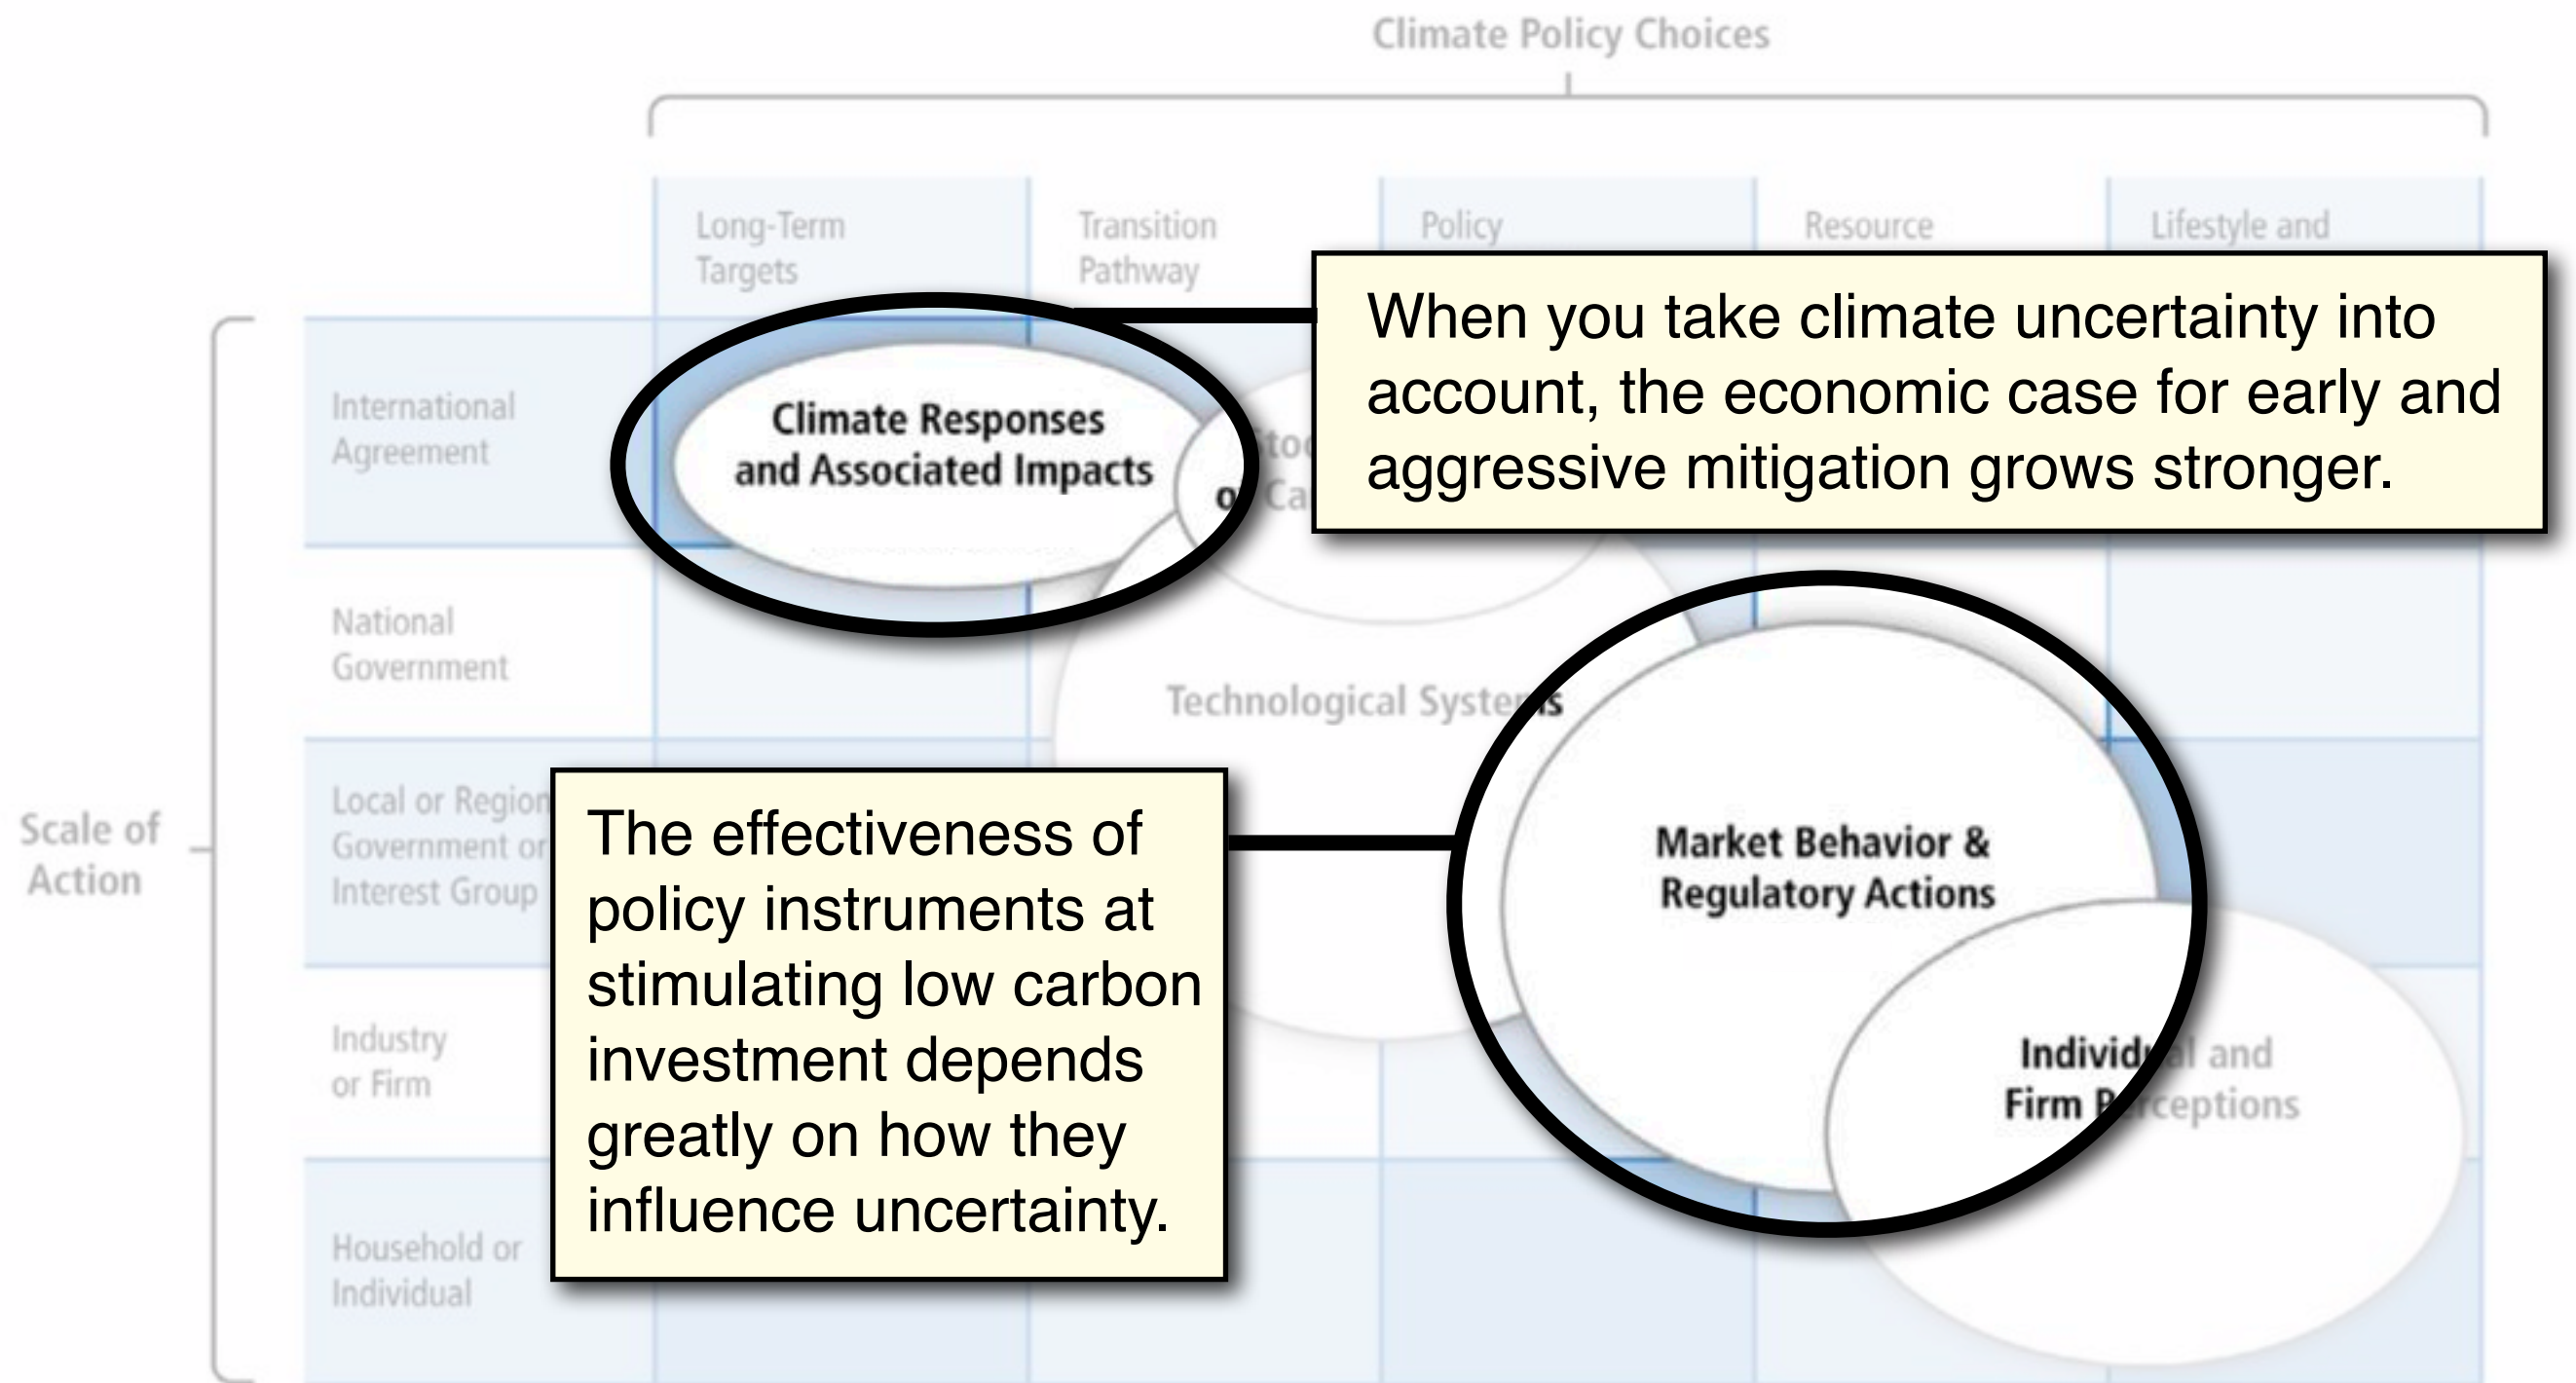 Climate Policy Choices
Long-Term
Targets
Transition
Pathway
Policy
Resource
Lifestyle and
When you take climate uncertainty into
account, the economic case for early and
aggressive mitigation grows stronger.
International
Agreement
Climate Responses
and Associated Impacts
National
Government
Technological Systems
Scale of
Action
Local or Region
Government or
Interest Group
The effectiveness of
policy instruments at
stimulating low carbon
investment depends
greatly on how they
influence uncertainty.
Market Behavior &
Regulatory Actions
Industry
or Firm
Individual and
Firm Perceptions
Household or
Individual